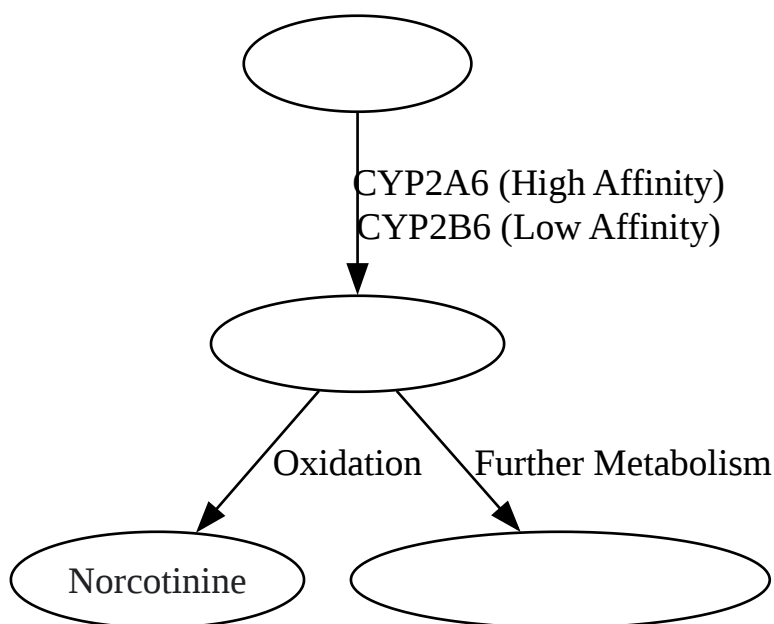 CYP2A6 (High Affinity)
CYP2B6 (Low Affinity)
Oxidation
Further Metabolism
Norcotinine